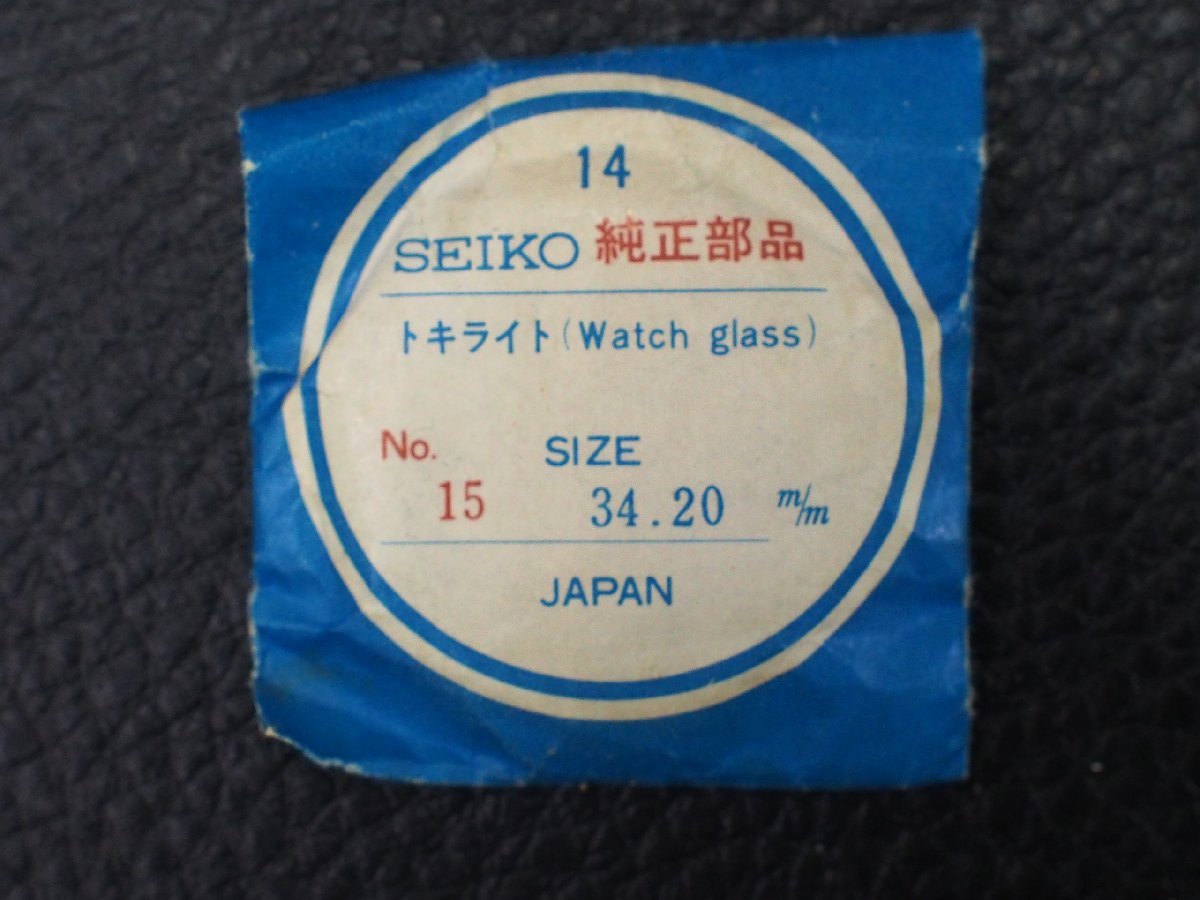 14
SEIKO 純正部品
トキライト(Watch glass)
No. SIZE
15 34.20 m/m
JAPAN